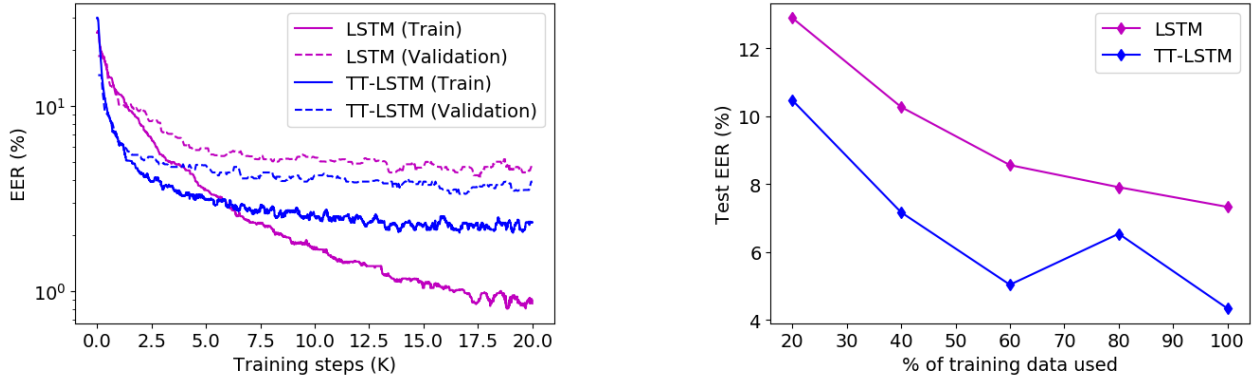 LSTM (Train)
LSTM (Validation)
TT-LSTM (Train)
TT-LSTM (Validation)
EER (%)
10¹
10⁰
0.0 2.5 5.0 7.5 10.0 12.5 15.0 17.5 20.0
Training steps (K)
LSTM
TT-LSTM
Test EER (%)
12
10
8
6
4
20 30 40 50 60 70 80 90 100
% of training data used